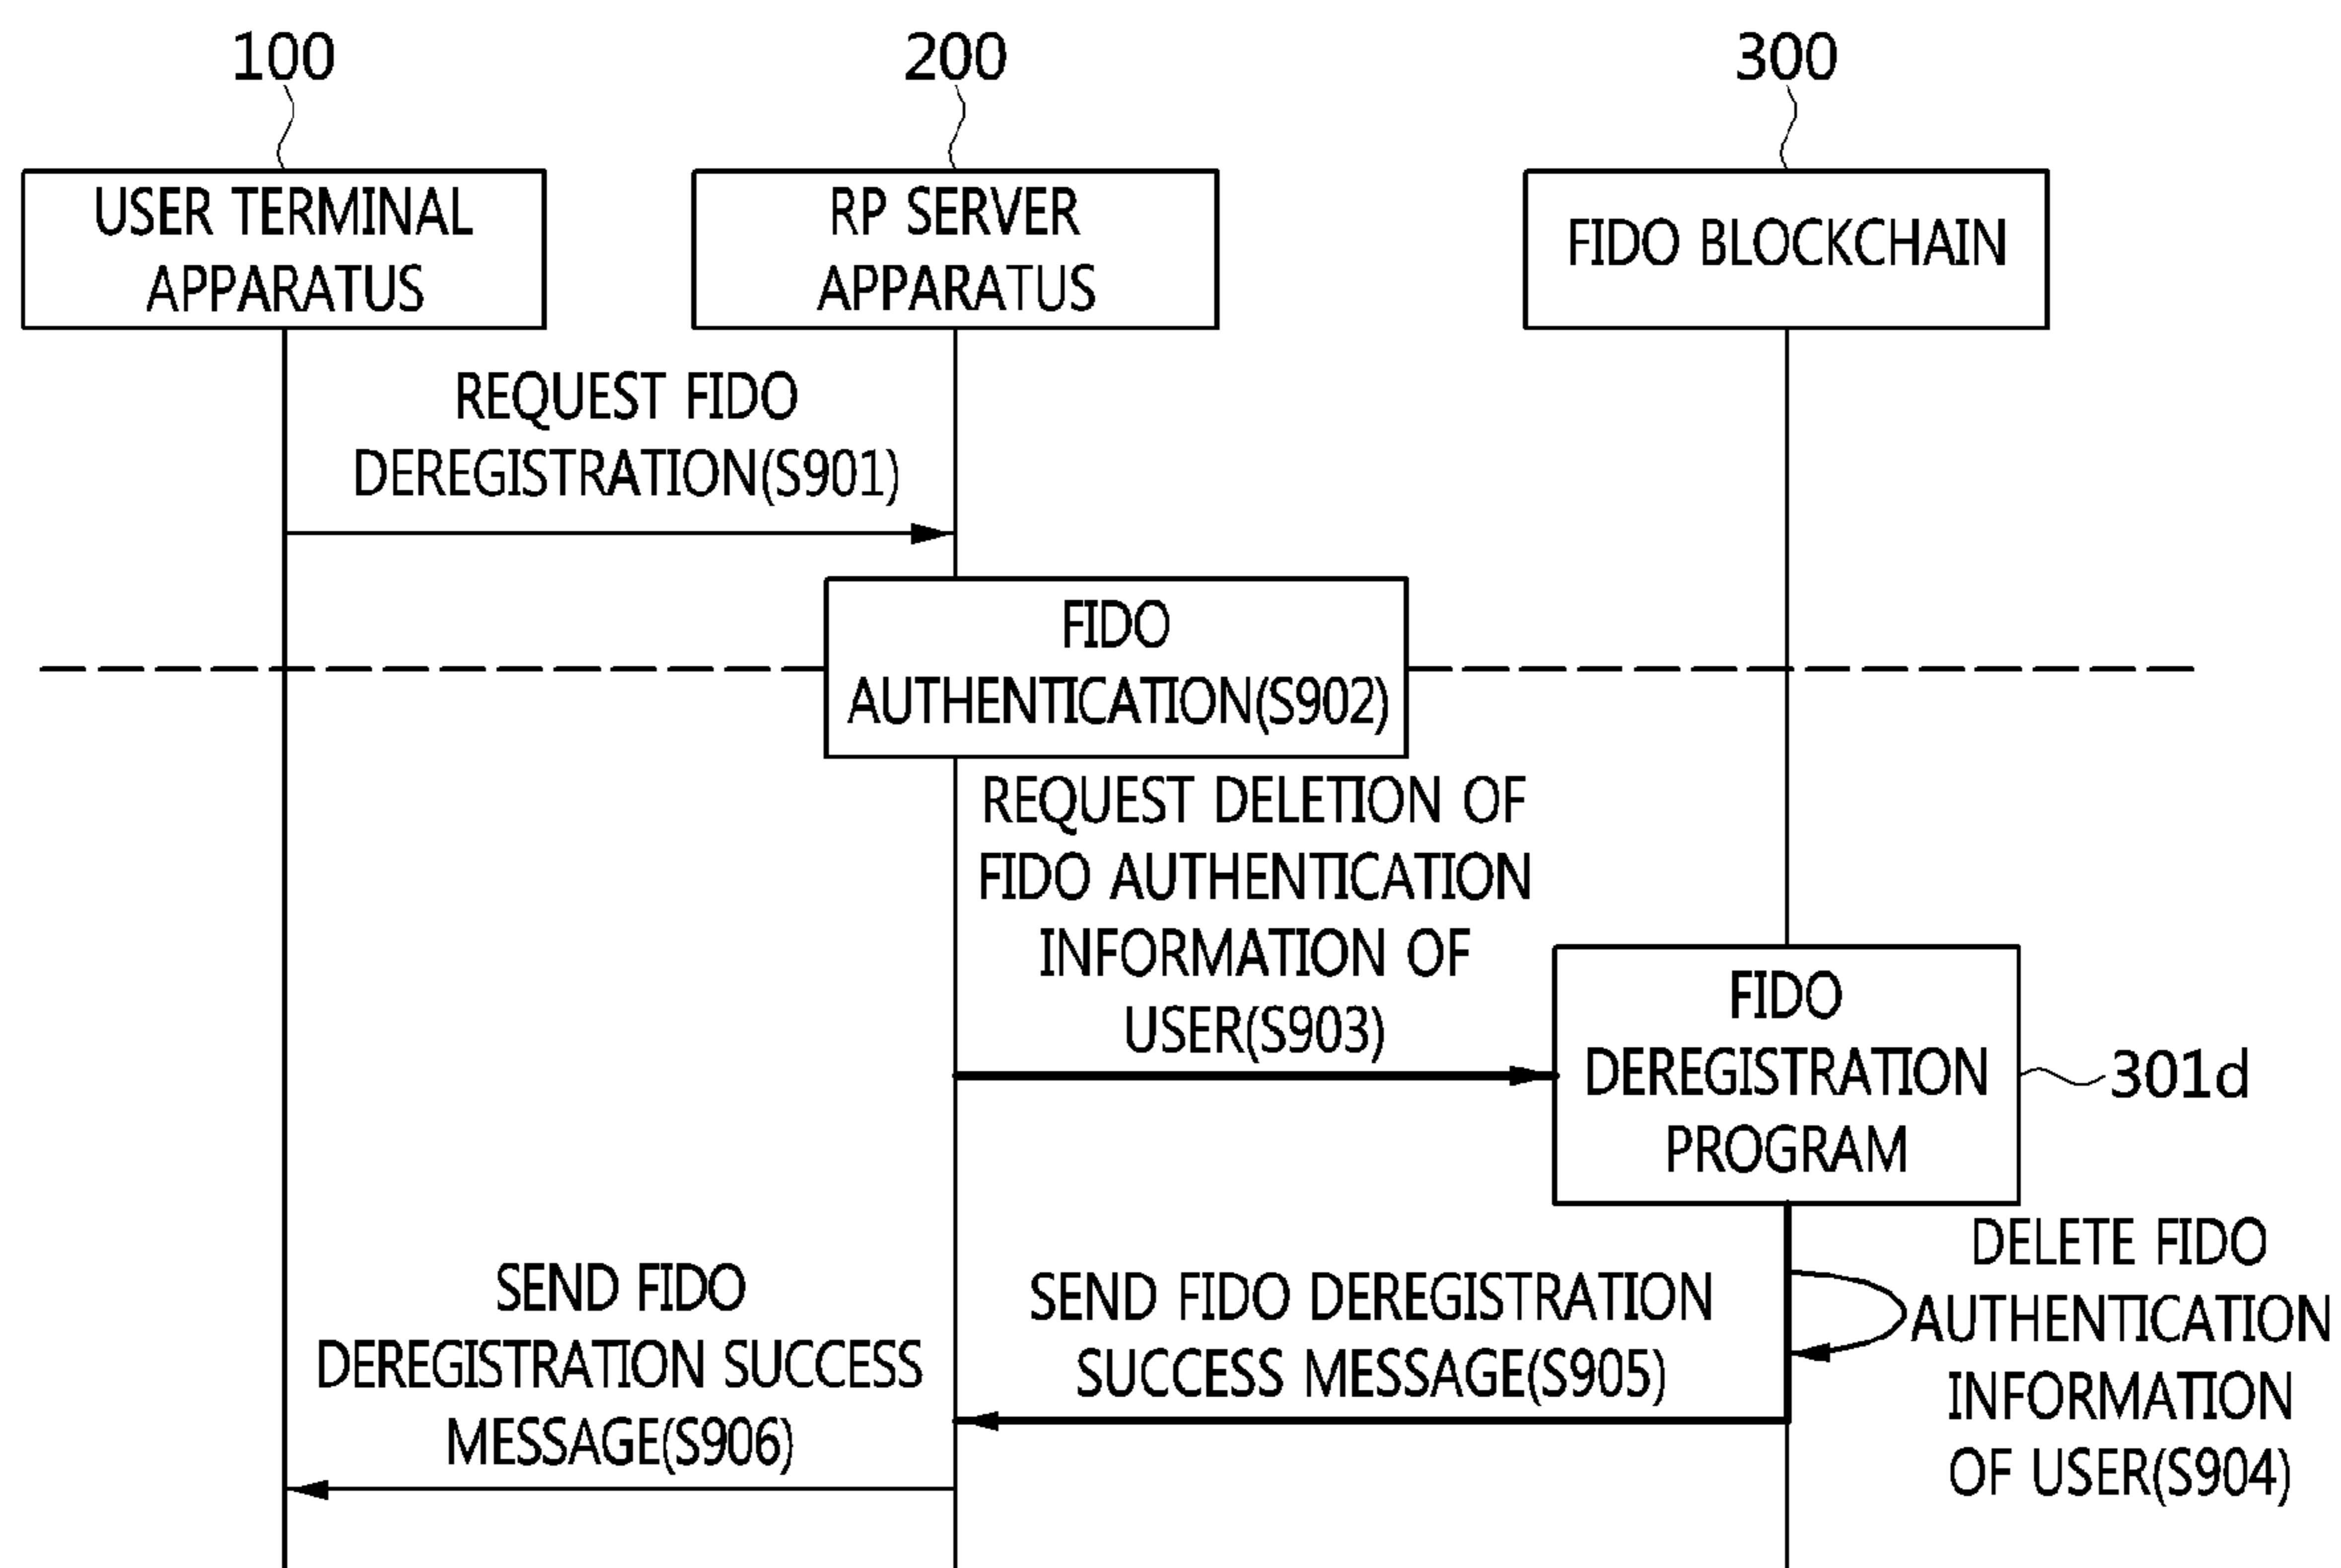 100
200
300
USER TERMINAL
APPARATUS
RP SERVER
APPARATUS
FIDO BLOCKCHAIN
REQUEST FIDO
DEREGISTRATION(S901)
FIDO
AUTHENTICATION(S902)
REQUEST DELETION OF
FIDO AUTHENTICATION
INFORMATION OF
USER(S903)
FIDO
DEREGISTRATION
PROGRAM
301d
DELETE FIDO
AUTHENTICATION
INFORMATION
OF USER(S904)
SEND FIDO DEREGISTRATION
SUCCESS MESSAGE(S905)
SEND FIDO
DEREGISTRATION SUCCESS
MESSAGE(S906)